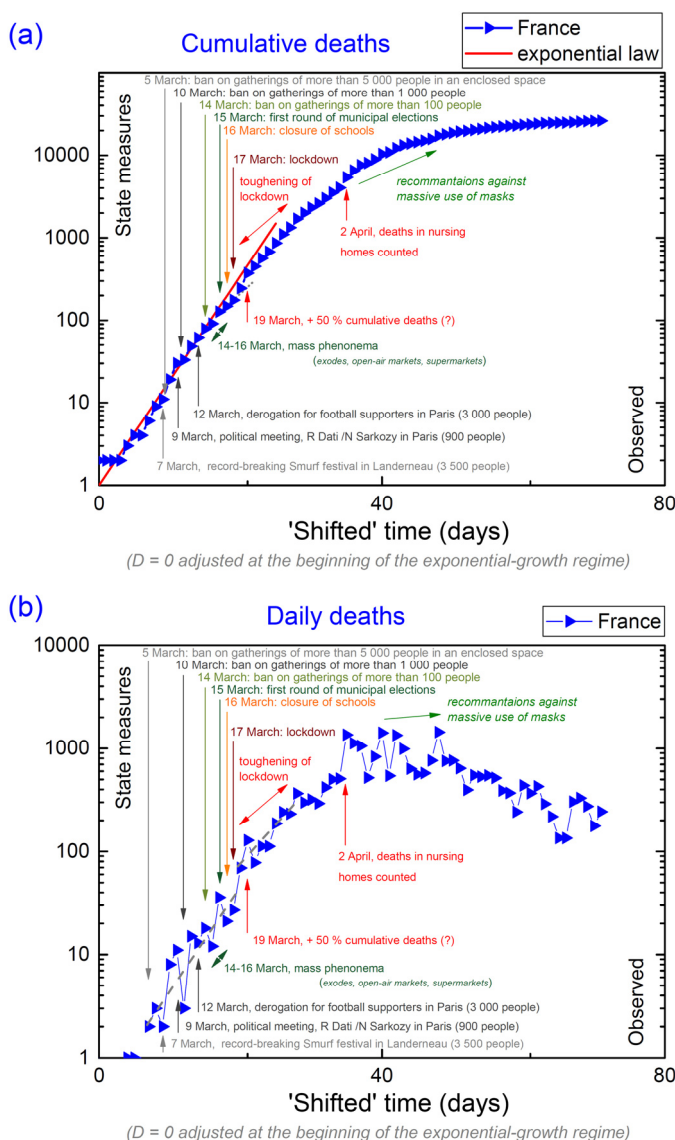 (a)
Cumulative deaths
France
exponential law
5 March: ban on gatherings of more than 5 000 people in an enclosed space
10 March: ban on gatherings of more than 1 000 people
14 March: ban on gatherings of more than 100 people
15 March: first round of municipal elections
16 March: closure of schools
17 March: lockdown
toughening of
lockdown
recommantaions against
massive use of masks
2 April, deaths in nursing
homes counted
19 March, + 50 % cumulative deaths (?)
14-16 March, mass phenonema
(exodes, open-air markets, supermarkets)
12 March, derogation for football supporters in Paris (3 000 people)
9 March, political meeting, R Dati /N Sarkozy in Paris (900 people)
7 March, record-breaking Smurf festival in Landerneau (3 500 people)
State measures
Observed
10000
1000
100
10
1
0 40 80
'Shifted' time (days)
(D = 0 adjusted at the beginning of the exponential-growth regime)
(b)
Daily deaths
France
10000
5 March: ban on gatherings of more than 5 000 people in an enclosed space
10 March: ban on gatherings of more than 1 000 people
14 March: ban on gatherings of more than 100 people
15 March: first round of municipal elections
16 March: closure of schools
17 March: lockdown
toughening of
lockdown
recommantaions against
massive use of masks
2 April, deaths in nursing
homes counted
19 March, + 50 % cumulative deaths (?)
14-16 March, mass phenonema
(exodes, open-air markets, supermarkets)
12 March, derogation for football supporters in Paris (3 000 people)
9 March, political meeting, R Dati /N Sarkozy in Paris (900 people)
7 March, record-breaking Smurf festival in Landerneau (3 500 people)
State measures
Observed
1000
100
10
1
0 40 80
'Shifted' time (days)
(D = 0 adjusted at the beginning of the exponential-growth regime)